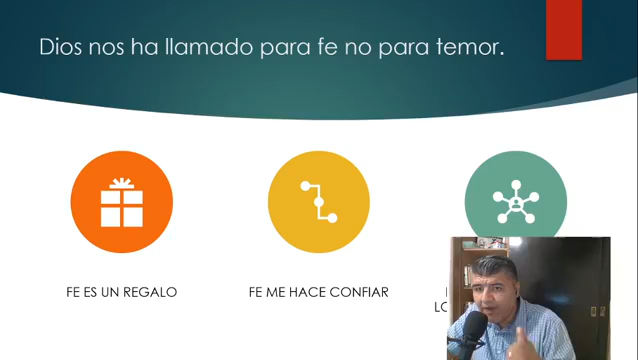 Dios nos ha llamado para fe no para temor.
FE ES UN REGALO
FE ME HACE CONFIAR